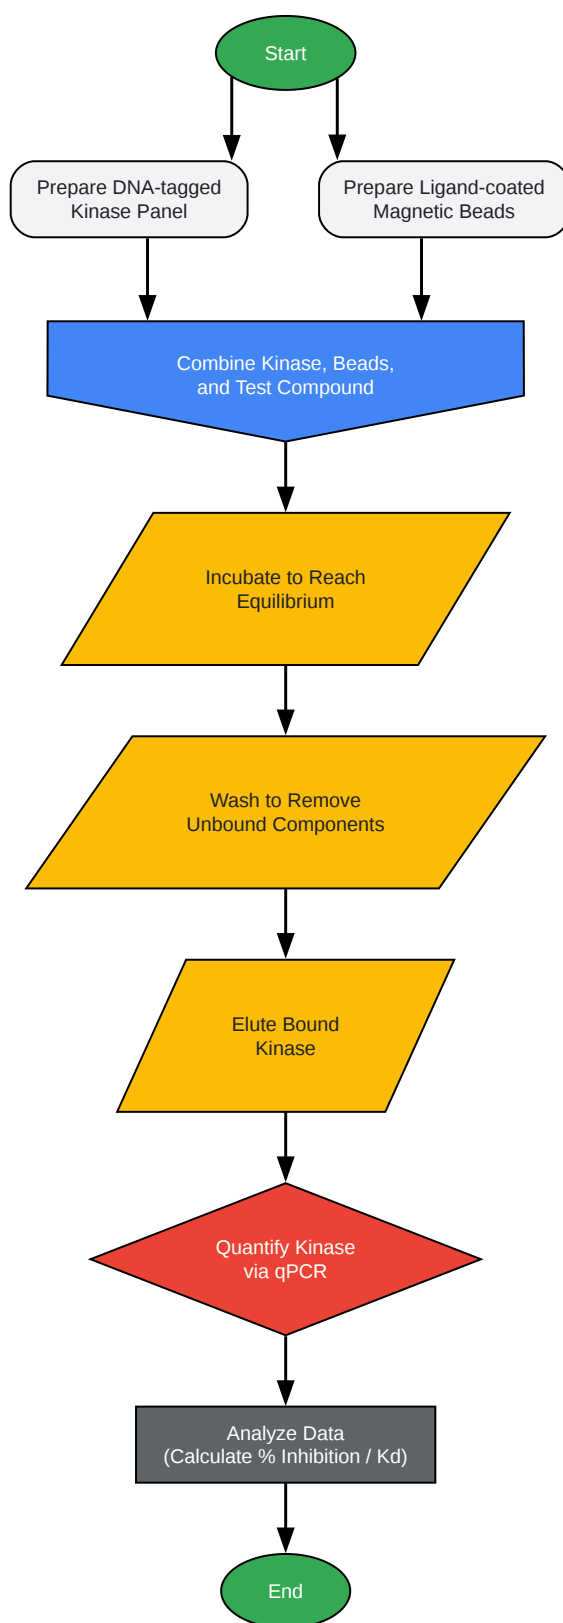 Start
Prepare DNA-tagged
Kinase Panel
Prepare Ligand-coated
Magnetic Beads
Combine Kinase, Beads,
and Test Compound
Incubate to Reach
Equilibrium
Wash to Remove
Unbound Components
Elute Bound
Kinase
Quantify Kinase
via qPCR
Analyze Data
(Calculate % Inhibition / Kd)
End